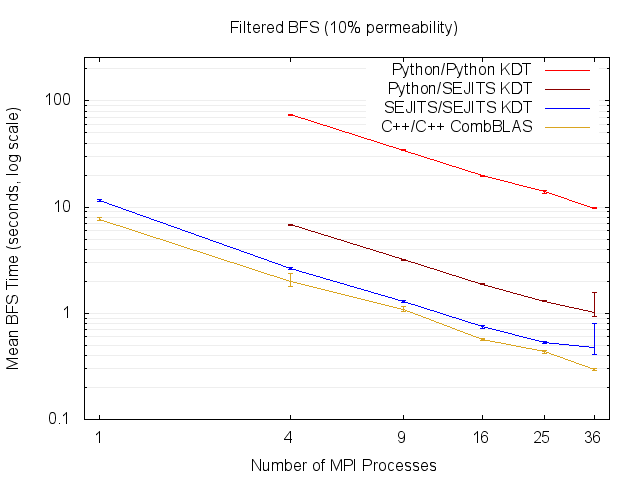 Filtered BFS (10% permeability)
Python/Python KDT
Python/SEJITS KDT
SEJITS/SEJITS KDT
C++/C++ CombBLAS
Mean BFS Time (seconds, log scale)
100
10
1
0.1
1 4 9 16 25 36
Number of MPI Processes